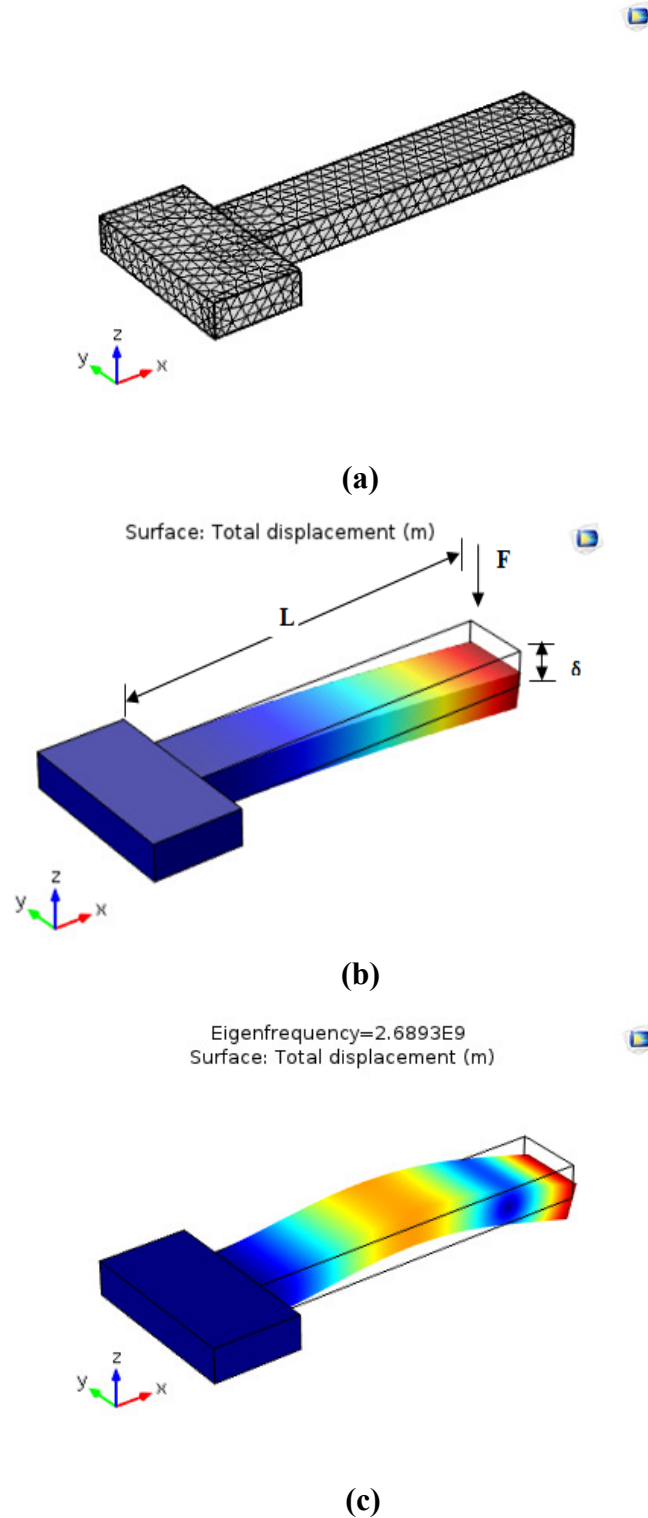 z
y
x
(a)
Surface: Total displacement (m)
F
L
δ
z
y
x
(b)
Eigenfrequency=2.6893E9
Surface: Total displacement (m)
z
y
x
(c)